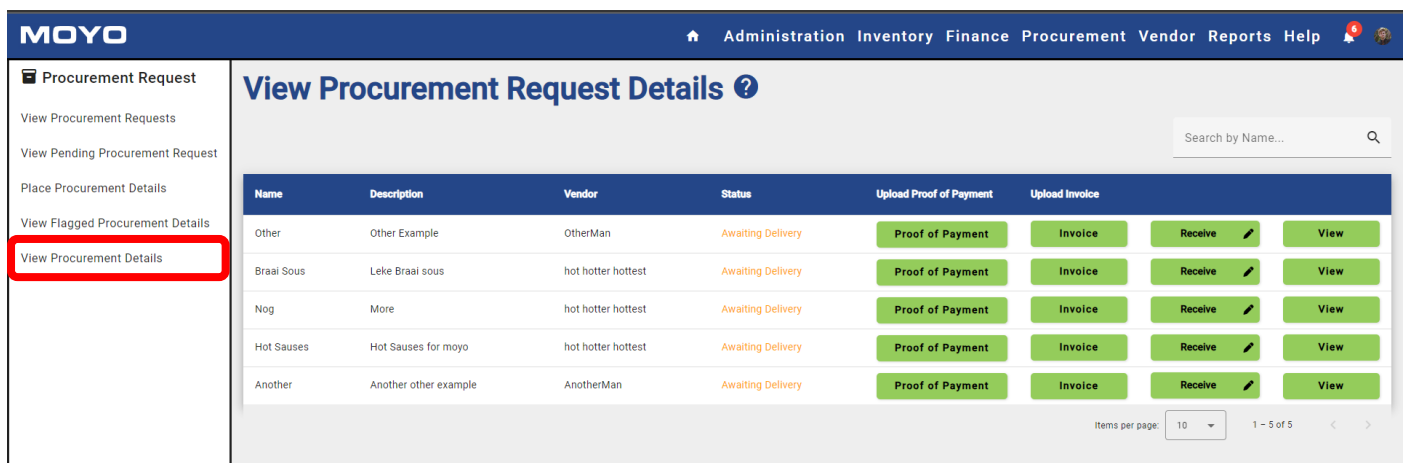 MOYO
Administration Inventory Finance Procurement Vendor Reports Help 6
Procurement Request
View Procurement Requests
View Pending Procurement Request
Place Procurement Details
View Flagged Procurement Details
View Procurement Details
View Procurement Request Details ?
Search by Name...
Name Description Vendor Status Upload Proof of Payment Upload Invoice
Other Other Example OtherMan Awaiting Delivery Proof of Payment Invoice Receive View
Braai Sous Leke Braai sous hot hotter hottest Awaiting Delivery Proof of Payment Invoice Receive View
Nog More hot hotter hottest Awaiting Delivery Proof of Payment Invoice Receive View
Hot Sauses Hot Sauses for moyo hot hotter hottest Awaiting Delivery Proof of Payment Invoice Receive View
Another Another other example AnotherMan Awaiting Delivery Proof of Payment Invoice Receive View
Items per page: 10 1 – 5 of 5